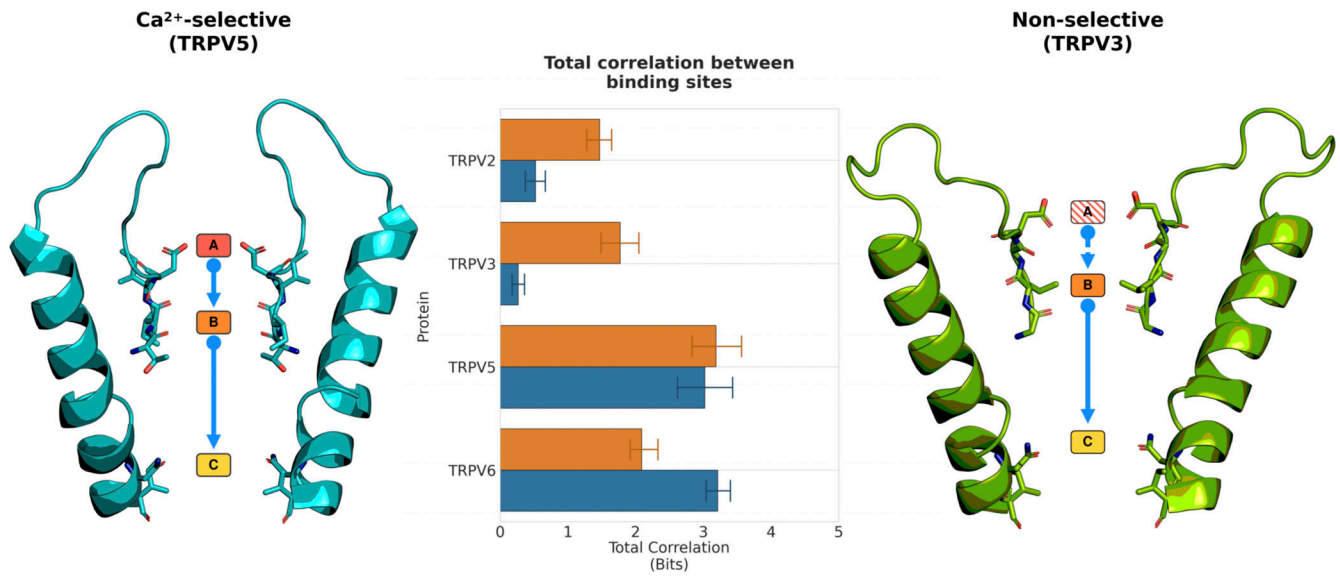 Ca²⁺-selective
(TRPV5)
A
B
C
Total correlation between
binding sites
Protein
TRPV2
TRPV3
TRPV5
TRPV6
0 1 2 3 4 5
Total Correlation
(Bits)
Non-selective
(TRPV3)
A
B
C